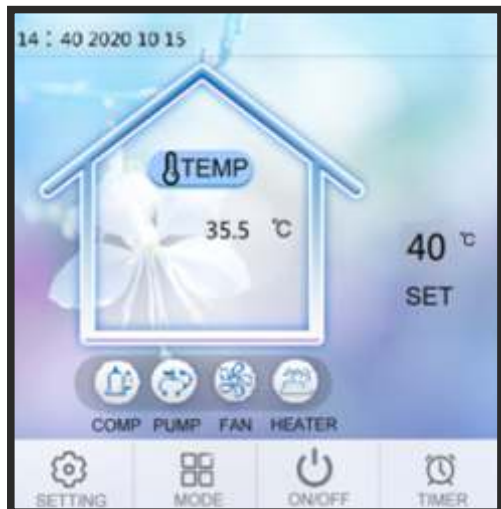 14 : 40 2020 10 15
TEMP
35.5 ℃
40 ℃
SET
COMP PUMP FAN HEATER
SETTING MODE ON/OFF TIMER